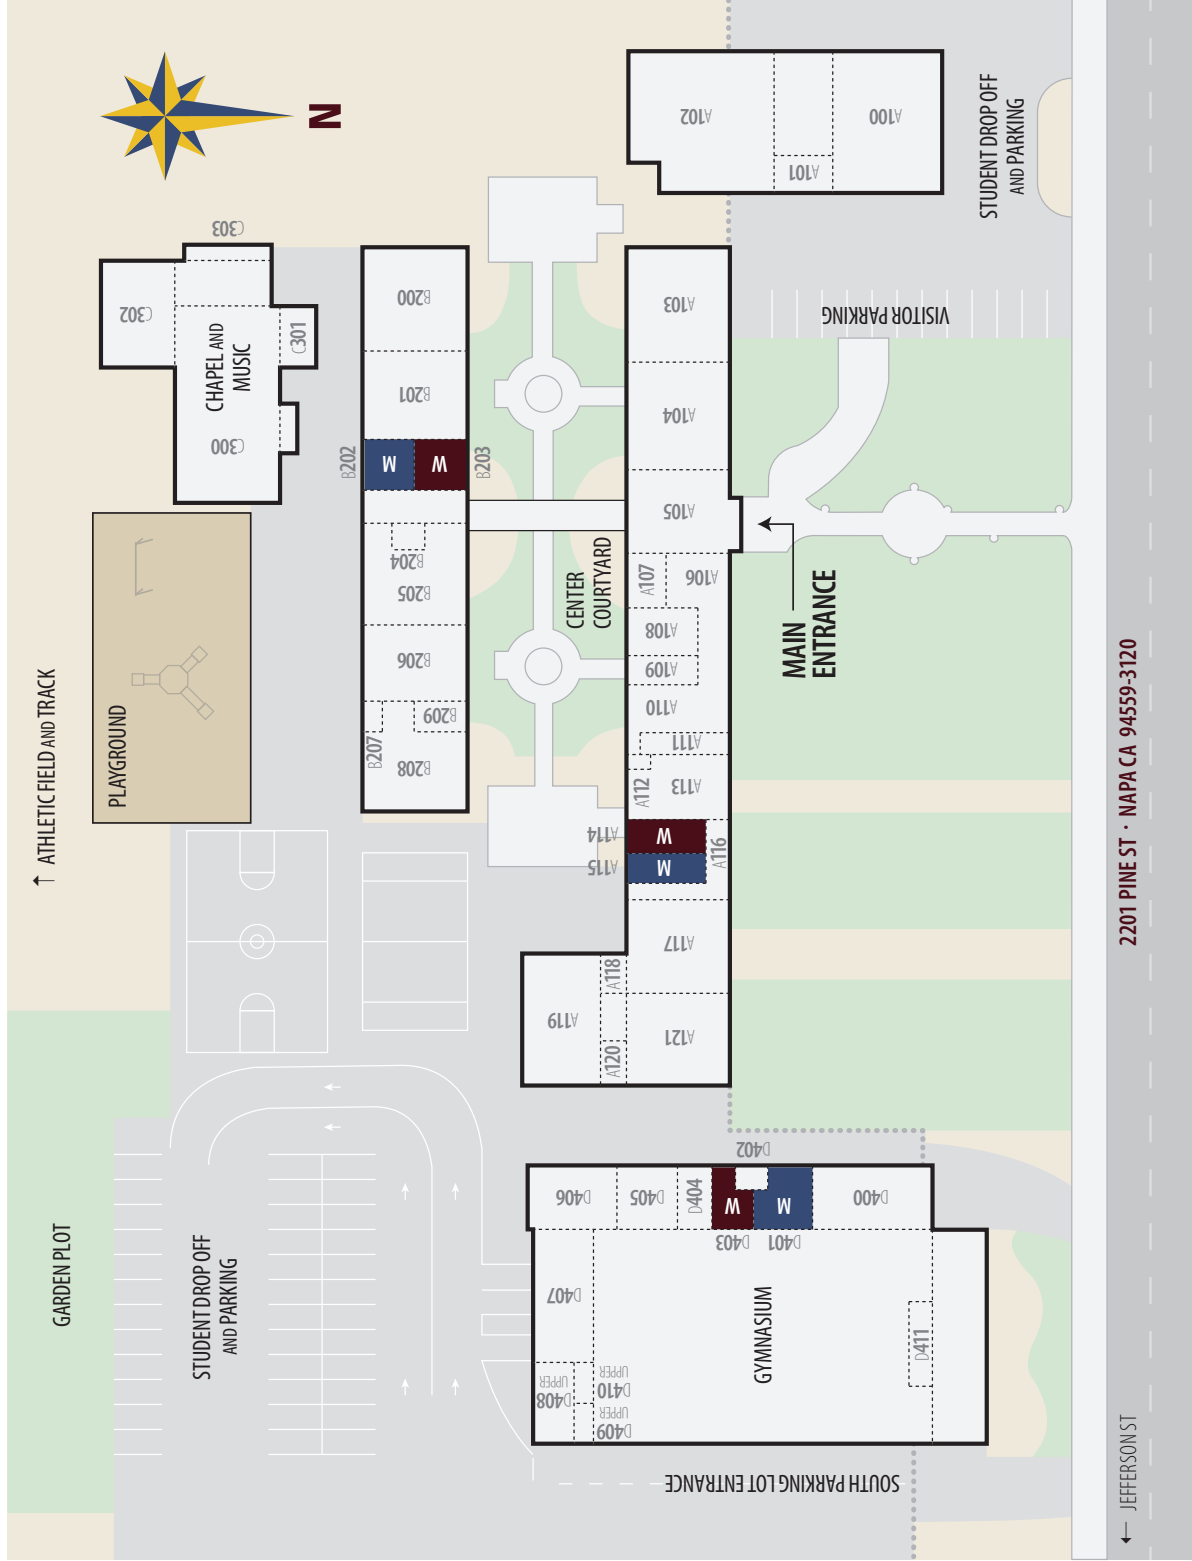 N
A102
A101
A100
STUDENT DROP OFF
AND PARKING
C303
C302
C301
CHAPEL AND
MUSIC
C300
B200
B201
B202
M
W
B203
B204
B205
B206
B207
B209
B208
A103
A104
A105
A106
A107
A108
A109
A110
A111
A112
A113
A114
W
A115
M
A116
A117
A118
A119
A120
A121
VISITOR PARKING
CENTER
COURTYARD
MAIN
ENTRANCE
PLAYGROUND
ATHLETIC FIELD AND TRACK
2201 PINE ST · NAPA CA 94559-3120
GARDEN PLOT
STUDENT DROP OFF
AND PARKING
D402
D406
D405
D404
W
M
D400
D403
D401
D407
GYMNASIUM
D411
UPPER
D408
UPPER
D410
UPPER
D409
SOUTH PARKING LOT ENTRANCE
JEFFERSON ST